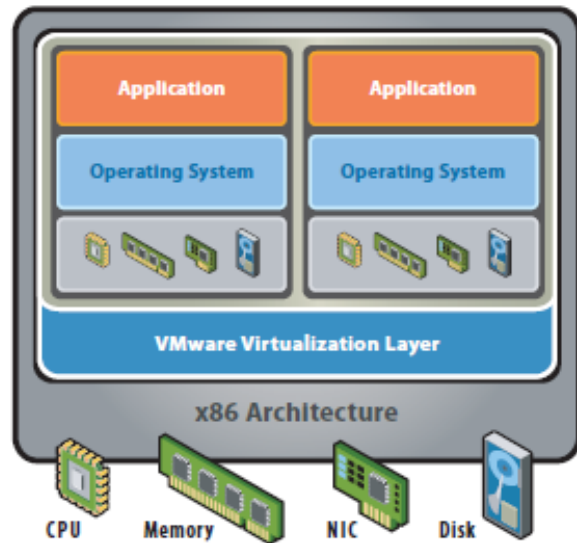 Application Application
Operating System Operating System
VMware Virtualization Layer
x86 Architecture
CPU Memory NIC Disk